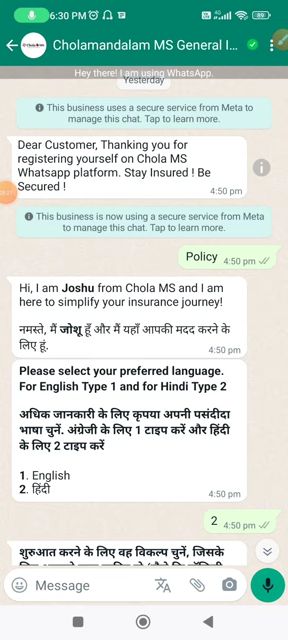 6:30 PM
4G
89
Cholamandalam MS General I...
Hey there! I am using WhatsApp.
Yesterday
This business uses a secure service from Meta
to manage this chat. Tap to learn more.
Dear Customer, Thanking you for
registering yourself on Chola MS
Whatsapp platform. Stay Insured ! Be
Secured !
4:50 pm
This business is now using a secure service from Meta
to manage this chat. Tap to learn more.
Policy 4:50 pm
Hi, I am Joshu from Chola MS and I am
here to simplify your insurance journey!
नमस्ते, मैं जोशू हूँ और मैं यहाँ आपकी मदद करने के
लिए हूं.
4:50 pm
Please select your preferred language.
For English Type 1 and for Hindi Type 2
अधिक जानकारी के लिए कृपया अपनी पसंदीदा
भाषा चुनें. अंग्रेजी के लिए 1 टाइप करें और हिंदी
के लिए 2 टाइप करें
1. English
2. हिंदी
4:50 pm
2 4:50 pm
शुरुआत करने के लिए वह विकल्प चुनें, जिसके
Message